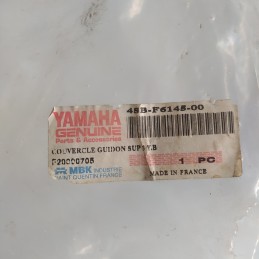 YAMAHA
GENUINE
Parts & Accessories
4SB-F6145-00
COUVERCLE GUIDON SUP
F20000705
1 PC
MBK INDUSTRIE
SAINT QUENTIN FRANCE
MADE IN FRANCE